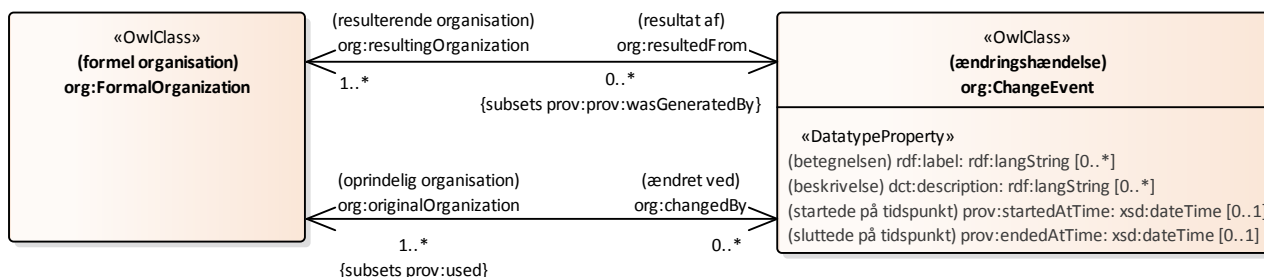 «OwlClass»
(formel organisation)
org:FormalOrganization
(resulterende organisation)
org:resultingOrganization
1..*
(resultat af)
org:resultedFrom
0..*
{subsets prov:prov:wasGeneratedBy}
(oprindelig organisation)
org:originalOrganization
1..*
{subsets prov:used}
(ændret ved)
org:changedBy
0..*
«OwlClass»
(ændringshændelse)
org:ChangeEvent
«DatatypeProperty»
(betegnelsen) rdf:label: rdf:langString [0..*]
(beskrivelse) dct:description: rdf:langString [0..*]
(startede på tidspunkt) prov:startedAtTime: xsd:dateTime [0..1]
(sluttede på tidspunkt) prov:endedAtTime: xsd:dateTime [0..1]